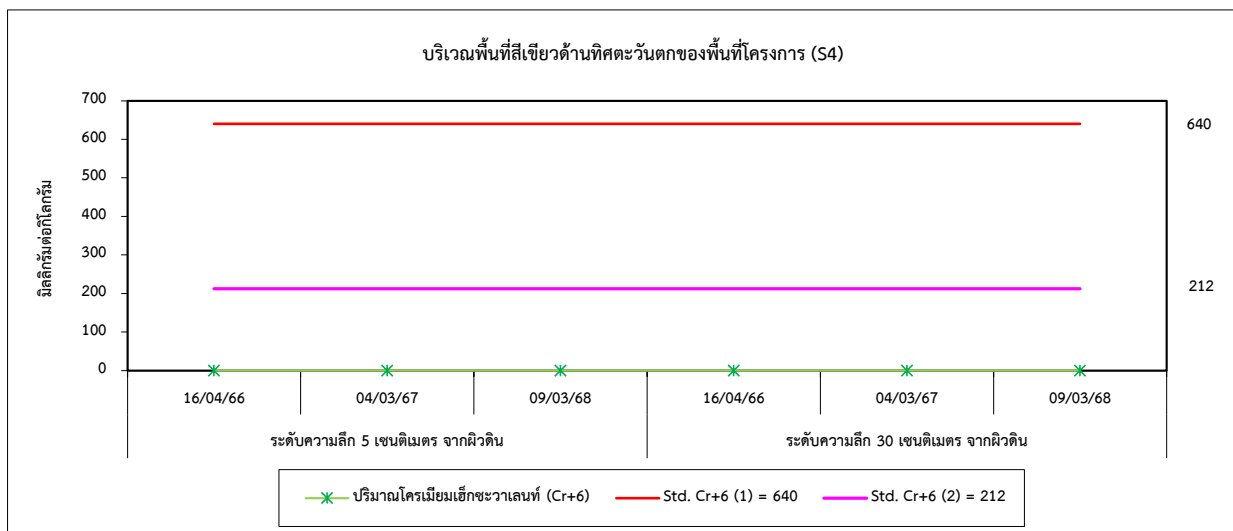 บริเวณพื้นที่สีเขียวด้านทิศตะวันตกของพื้นที่โครงการ (S4)
มิลลิกรัมต่อกิโลกรัม
700
600
500
400
300
200
100
0
640
212
16/04/66 04/03/67 09/03/68 16/04/66 04/03/67 09/03/68
ระดับความลึก 5 เซนติเมตร จากผิวดิน ระดับความลึก 30 เซนติเมตร จากผิวดิน
ปริมาณโครเมียมเฮ็กซะวาเลนท์ (Cr+6) Std. Cr+6 (1) = 640 Std. Cr+6 (2) = 212